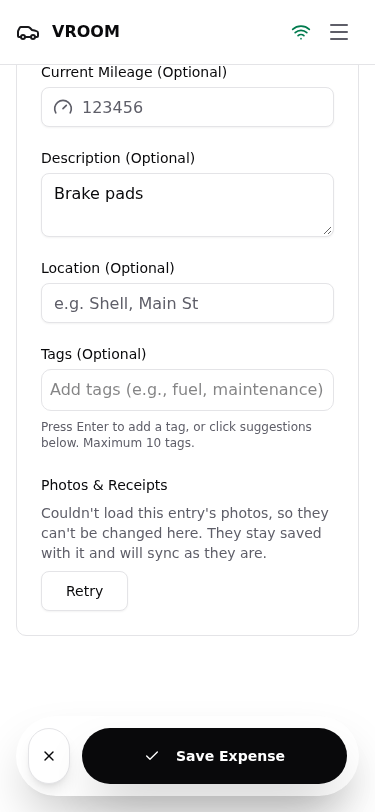 VROOM
Current Mileage (Optional)
123456
Description (Optional)
Brake pads
Location (Optional)
e.g. Shell, Main St
Tags (Optional)
Add tags (e.g., fuel, maintenance)
Press Enter to add a tag, or click suggestions
below. Maximum 10 tags.
Photos & Receipts
Couldn't load this entry's photos, so they
can't be changed here. They stay saved
with it and will sync as they are.
Retry
Save Expense